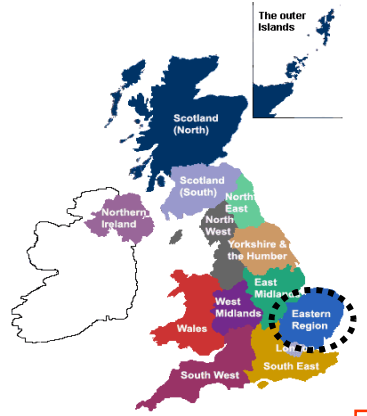 The outer
Islands
Scotland
(North)
Scotland
(South)
North
East
Northern
Ireland
North
West
Yorkshire &
the Humber
East
Midlands
West
Midlands
Eastern
Region
Wales
London
South West
South East